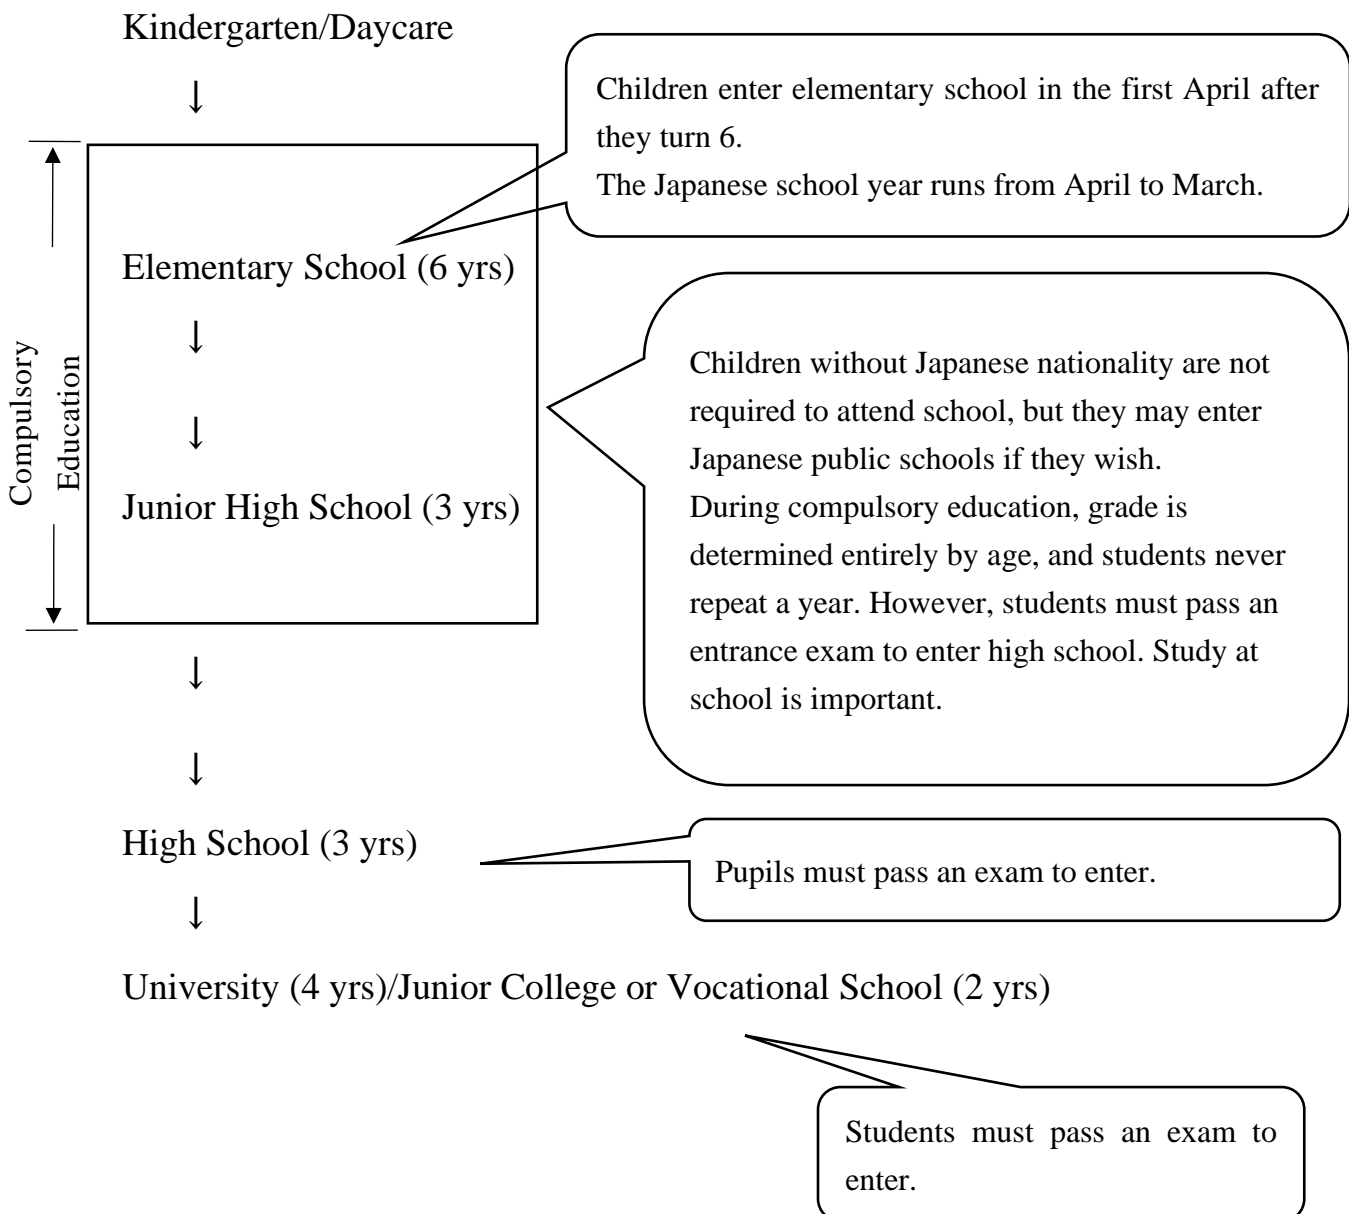 Kindergarten/Daycare
↓
Children enter elementary school in the first April after
they turn 6.
The Japanese school year runs from April to March.
Compulsory
Education
Elementary School (6 yrs)
↓
↓
Junior High School (3 yrs)
Children without Japanese nationality are not
required to attend school, but they may enter
Japanese public schools if they wish.
During compulsory education, grade is
determined entirely by age, and students never
repeat a year. However, students must pass an
entrance exam to enter high school. Study at
school is important.
↓
↓
High School (3 yrs)
Pupils must pass an exam to enter.
↓
University (4 yrs)/Junior College or Vocational School (2 yrs)
Students must pass an exam to
enter.